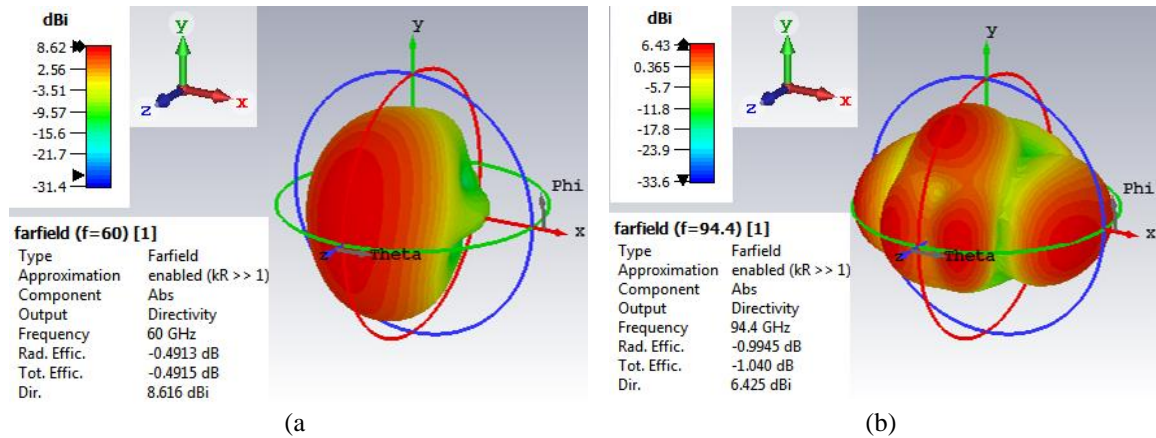 dBi
8.62
2.56
-3.51
-9.57
-15.6
-21.7
-31.4
y
z
x
y
Phi
x
z
Theta
farfield (f=60) [1]
Type Farfield
Approximation enabled (kR >> 1)
Component Abs
Output Directivity
Frequency 60 GHz
Rad. Effic. -0.4913 dB
Tot. Effic. -0.4915 dB
Dir. 8.616 dBi
(a
dBi
6.43
0.365
-5.7
-11.8
-17.8
-23.9
-33.6
y
z
x
y
Phi
x
z
Theta
farfield (f=94.4) [1]
Type Farfield
Approximation enabled (kR >> 1)
Component Abs
Output Directivity
Frequency 94.4 GHz
Rad. Effic. -0.9945 dB
Tot. Effic. -1.040 dB
Dir. 6.425 dBi
(b)